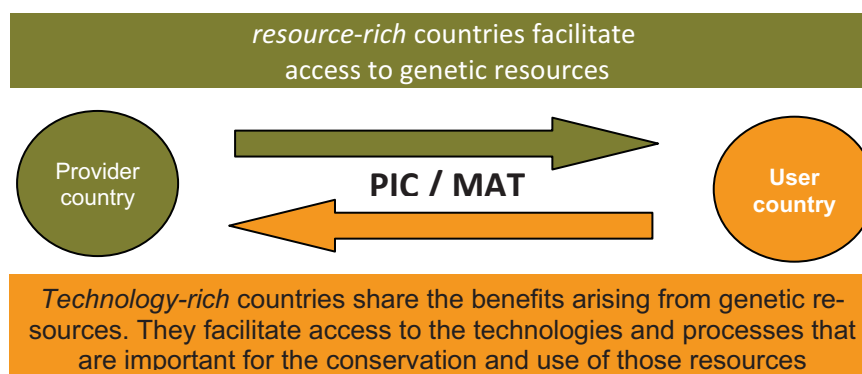 resource-rich countries facilitate
access to genetic resources
Provider
country
PIC / MAT
User
country
Technology-rich countries share the benefits arising from genetic re-
sources. They facilitate access to the technologies and processes that
are important for the conservation and use of those resources